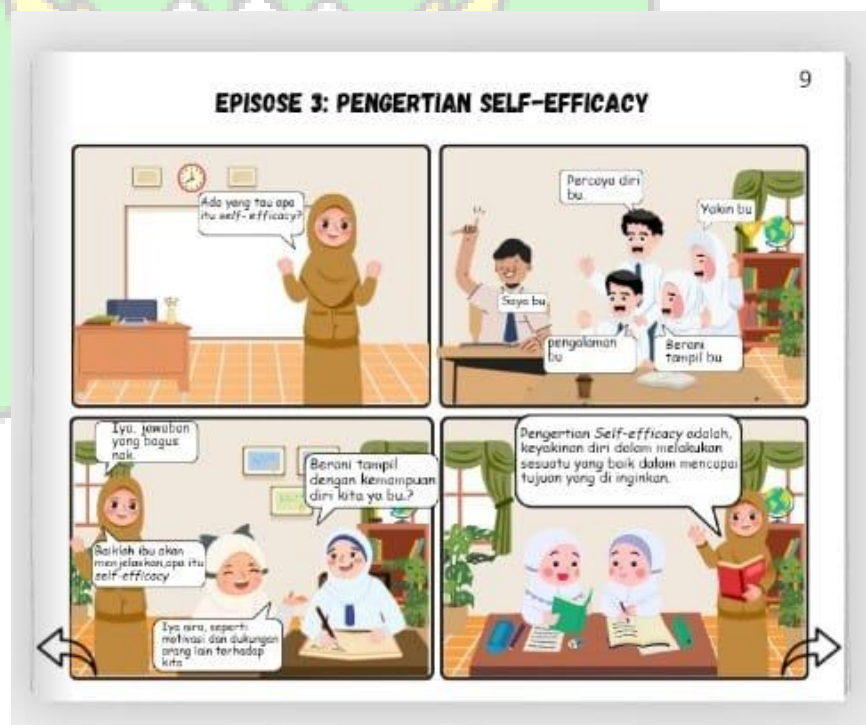 9
EPISOSE 3: PENGERTIAN SELF-EFFICACY
Ada yang tau apa
itu self- efficacy?
Percaya diri
bu.
Yakin bu
Saya bu
pengalaman
bu
Berani
tampil bu
Iya, jawaban
yang bagus
nak.
Baiklah ibu akan
menjelaskan,apa itu
self-efficacy
Berani tampil
dengan kemampuan
diri kita ya bu.?
Iya nira, seperti
motivasi dan dukungan
orang lain terhadap
kita
Pengertian Self-efficacy adalah,
keyakinan diri dalam melakukan
sesuatu yang baik dalam mencapai
tujuan yang di inginkan.